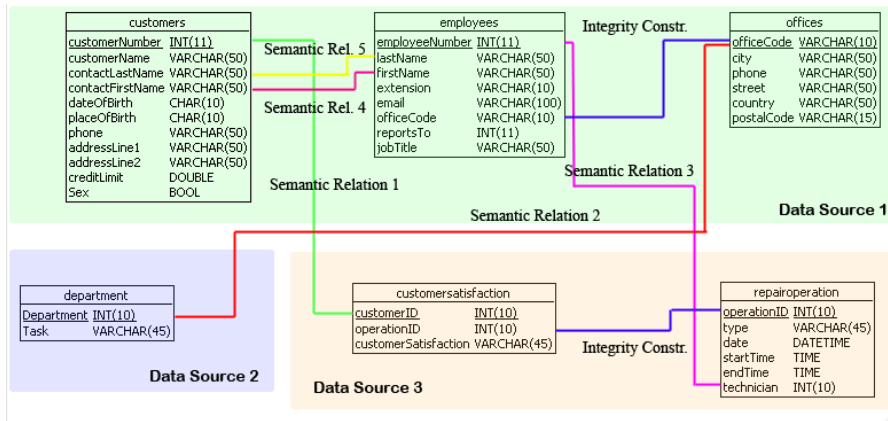 customers
customerNumber INT(11)
customerName VARCHAR(50)
contactLastName VARCHAR(50)
contactFirstName VARCHAR(50)
dateOfBirth CHAR(10)
placeOfBirth CHAR(10)
phone VARCHAR(50)
addressLine1 VARCHAR(50)
addressLine2 VARCHAR(50)
creditLimit DOUBLE
Sex BOOL
Semantic Rel. 5
Semantic Rel. 4
employees
employeeNumber INT(11)
lastName VARCHAR(50)
firstName VARCHAR(50)
extension VARCHAR(10)
email VARCHAR(100)
officeCode VARCHAR(10)
reportsTo INT(11)
jobTitle VARCHAR(50)
Integrity Constr.
offices
officeCode VARCHAR(10)
city VARCHAR(50)
phone VARCHAR(50)
street VARCHAR(50)
country VARCHAR(50)
postalCode VARCHAR(15)
Semantic Relation 3
Semantic Relation 1
Semantic Relation 2
Data Source 1
department
Department INT(10)
Task VARCHAR(45)
Data Source 2
customersatisfaction
customerID INT(10)
operationID INT(10)
customerSatisfaction VARCHAR(45)
Integrity Constr.
repairoperation
operationID INT(10)
type VARCHAR(45)
date DATETIME
startTime TIME
endTime TIME
technician INT(10)
Data Source 3